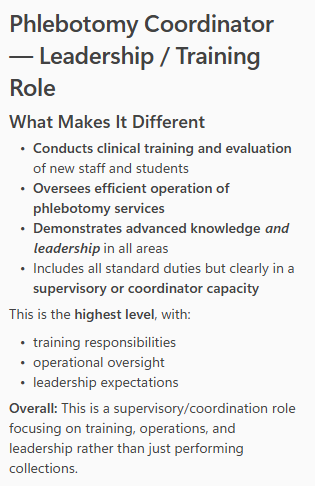 Phlebotomy Coordinator
— Leadership / Training
Role
What Makes It Different
• Conducts clinical training and evaluation
of new staff and students
• Oversees efficient operation of
phlebotomy services
• Demonstrates advanced knowledge and
leadership in all areas
• Includes all standard duties but clearly in a
supervisory or coordinator capacity
This is the highest level, with:
• training responsibilities
• operational oversight
• leadership expectations
Overall: This is a supervisory/coordination role
focusing on training, operations, and
leadership rather than just performing
collections.